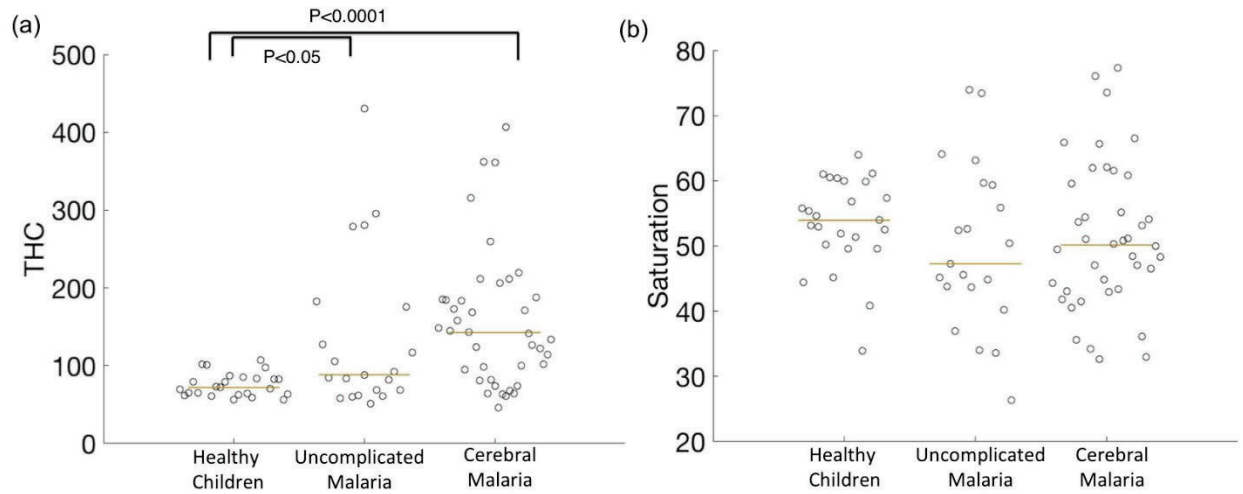 (a)
P<0.0001
P<0.05
THC
500
400
300
200
100
0
Healthy
Children
Uncomplicated
Malaria
Cerebral
Malaria
(b)
Saturation
80
70
60
50
40
30
20
Healthy
Children
Uncomplicated
Malaria
Cerebral
Malaria